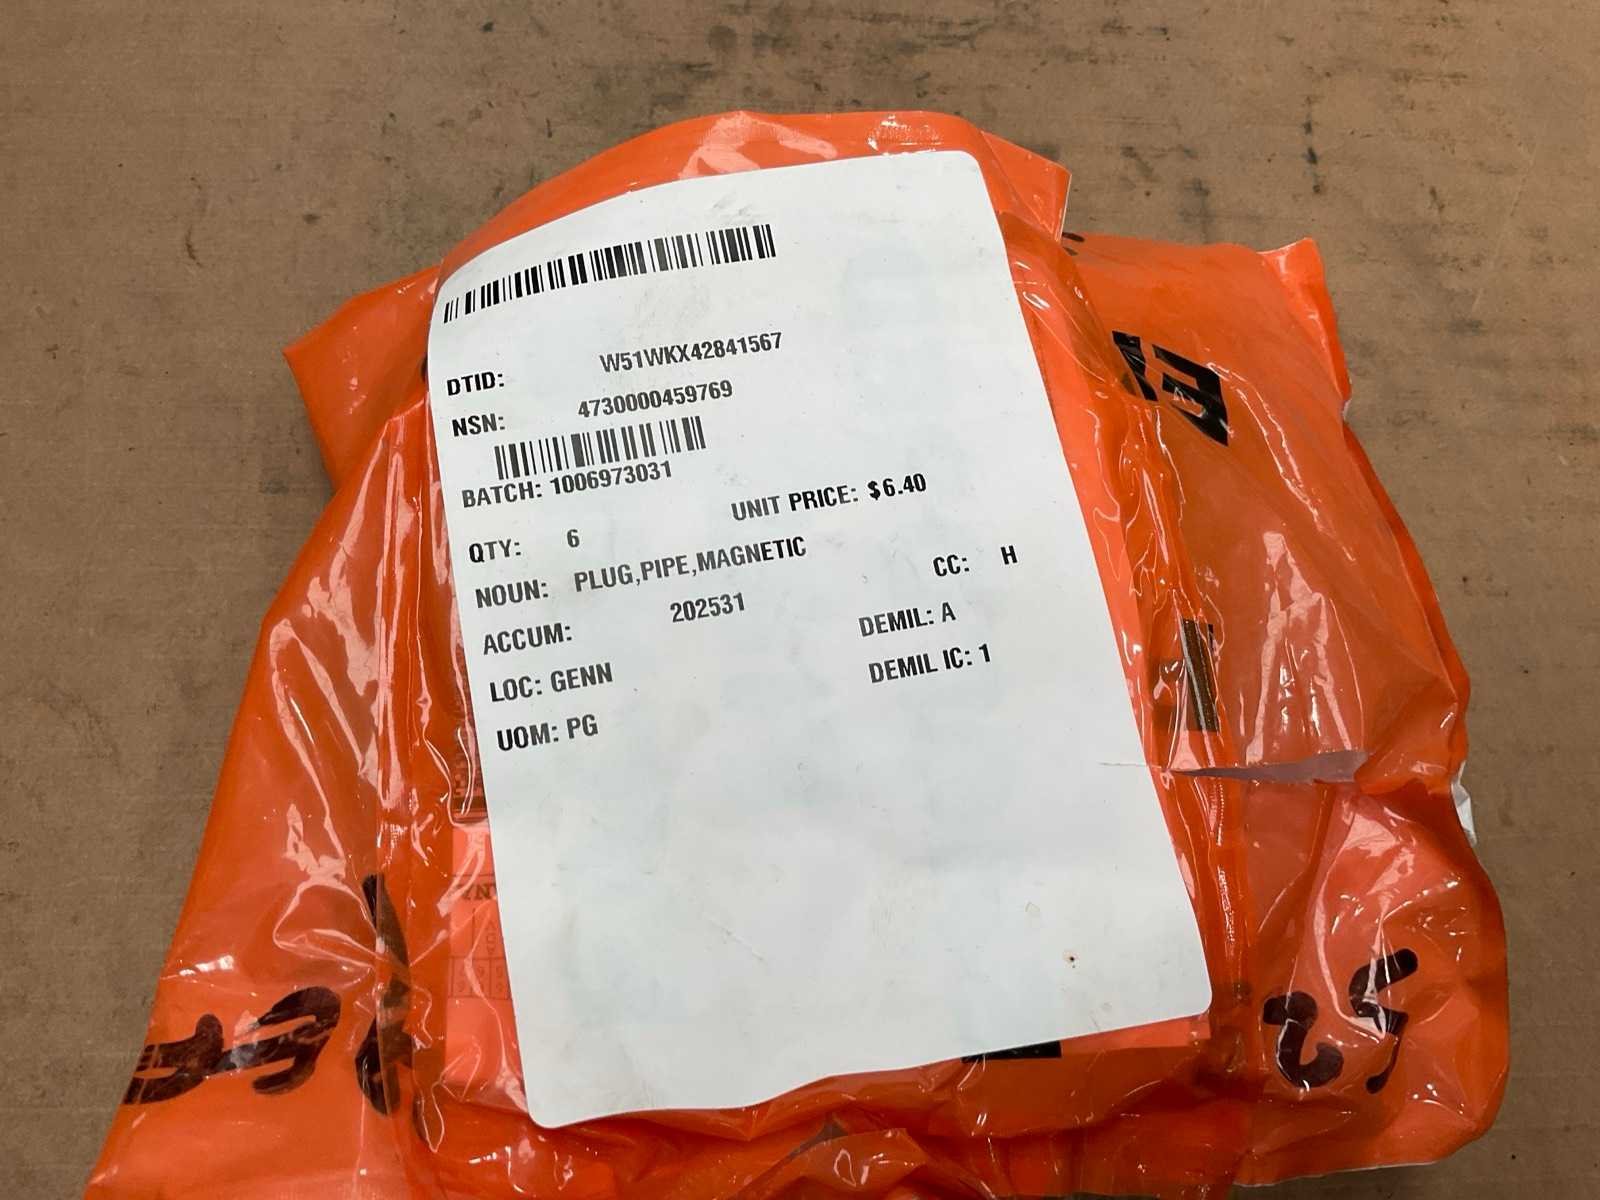 DTID: W51WKX42841567
NSN: 4730000459769
BATCH: 1006973031
QTY: 6 UNIT PRICE: $6.40
NOUN: PLUG,PIPE,MAGNETIC CC: H
ACCUM: 202531 DEMIL: A
LOC: GENN DEMIL IC: 1
UOM: PG